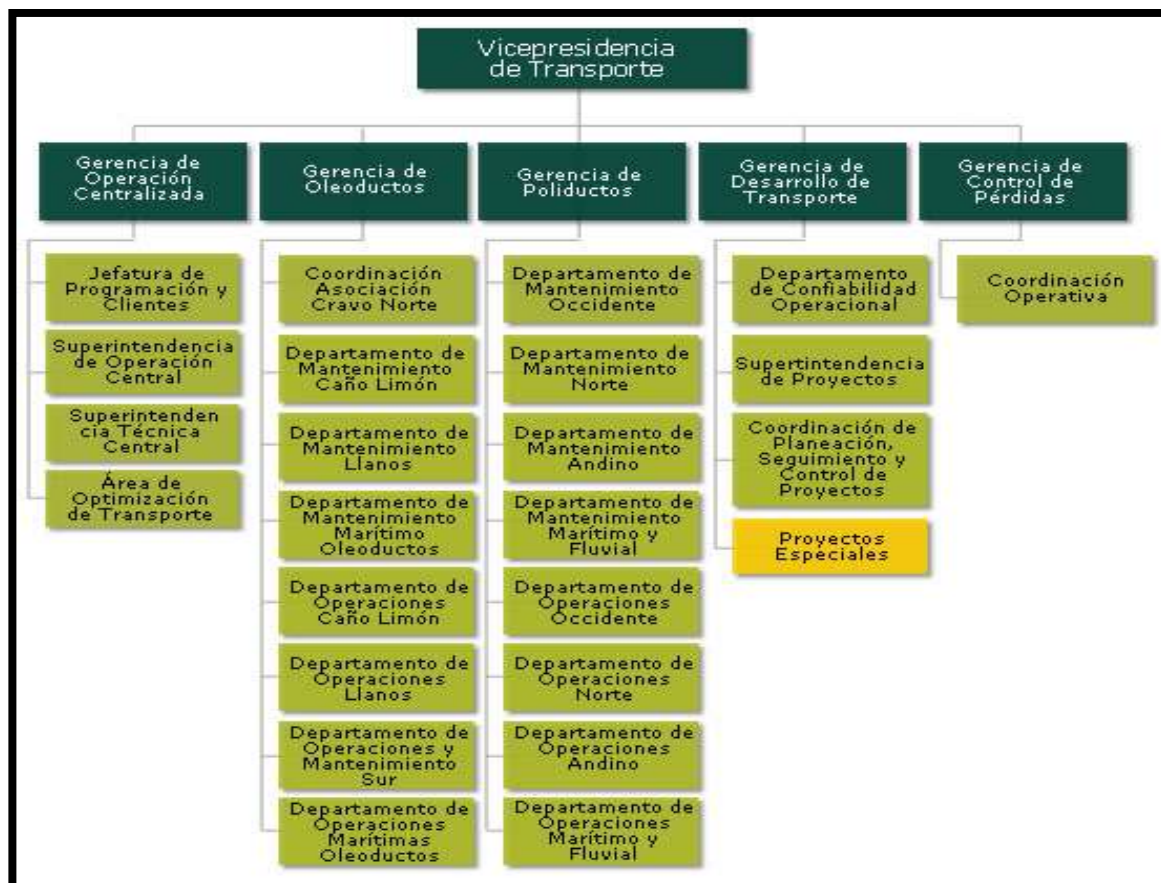 Vicepresidencia
de Transporte
Gerencia de
Operación
Centralizada
Gerencia de
Oleoductos
Gerencia de
Poliductos
Gerencia de
Desarrollo de
Transporte
Gerencia de
Control de
Pérdidas
Jefatura de
Programación y
Clientes
Superintendencia
de Operación
Central
Superintenden
cia Técnica
Central
Área de
Optimización
de Transporte
Coordinación
Asociación
Cravo Norte
Departamento de
Mantenimiento
Caño Limón
Departamento de
Mantenimiento
Llanos
Departamento de
Mantenimiento
Marítimo
Oleoductos
Departamento de
Operaciones
Caño Limón
Departamento de
Operaciones
Llanos
Departamento de
Operaciones y
Mantenimiento
Sur
Departamento de
Operaciones
Marítimas
Oleoductos
Departamento de
Mantenimiento
Occidente
Departamento de
Mantenimiento
Norte
Departamento de
Mantenimiento
Andino
Departamento de
Mantenimiento
Marítimo y
Fluvial
Departamento de
Operaciones
Occidente
Departamento de
Operaciones
Norte
Departamento de
Operaciones
Andino
Departamento de
Operaciones
Marítimo y
Fluvial
Departamento
de Confiabilidad
Operacional
Supertintendencia
de Proyectos
Coordinación de
Planeación,
Seguimiento y
Control de
Proyectos
Proyectos
Especiales
Coordinación
Operativa